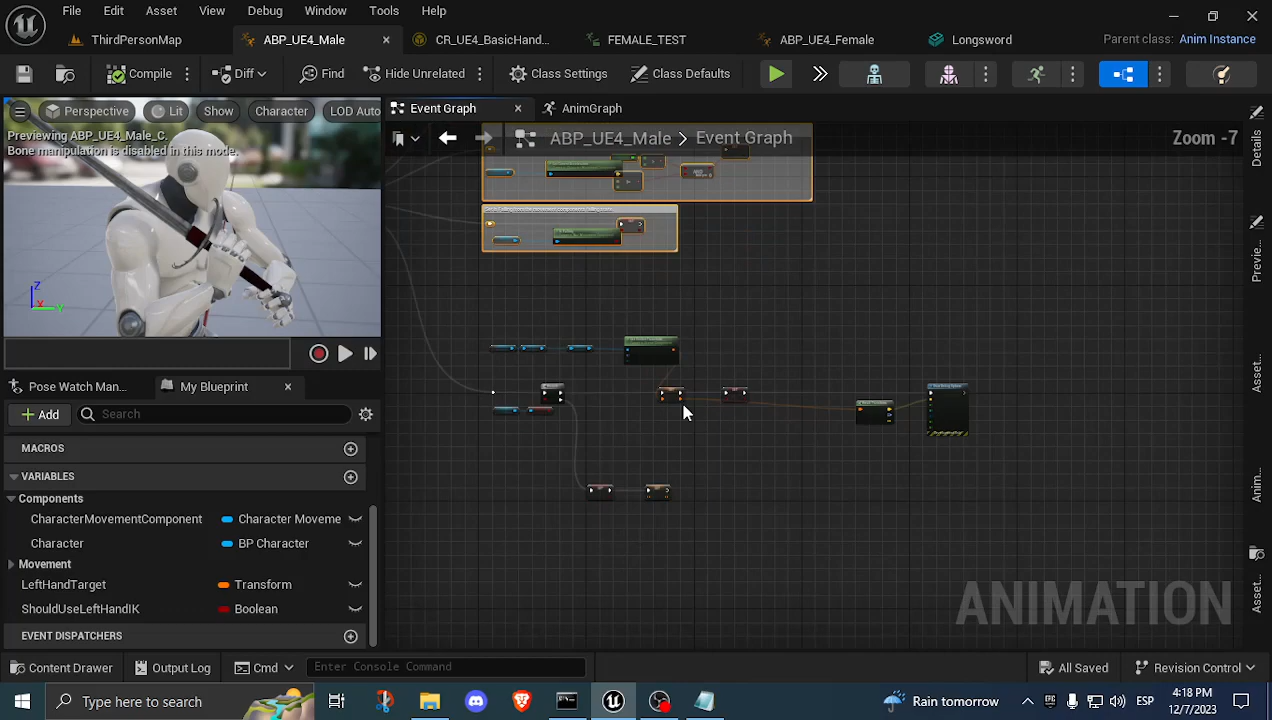 File Edit Asset View Debug Window Tools Help
ThirdPersonMap ABP_UE4_Male CR_UE4_BasicHand... FEMALE_TEST ABP_UE4_Female Longsword Parent class: Anim Instance
Compile Diff Find Hide Unrelated Class Settings Class Defaults
Perspective Lit Show Character LOD Auto
Previewing ABP_UE4_Male_C.
Bone manipulation is disabled in this mode.
Z
X Y
Event Graph AnimGraph
ABP_UE4_Male > Event Graph Zoom -7
AND
Pose Watch Man... My Blueprint
Add Search
MACROS
VARIABLES
Components
CharacterMovementComponent Character Moveme
Character BP Character
Movement
LeftHandTarget Transform
ShouldUseLeftHandIK Boolean
EVENT DISPATCHERS
ANIMATION
Details
Previe...
Anim...
Asset...
Content Drawer Output Log Cmd Enter Console Command All Saved Revision Control
Type here to search Rain tomorrow ESP 4:18 PM
12/7/2023